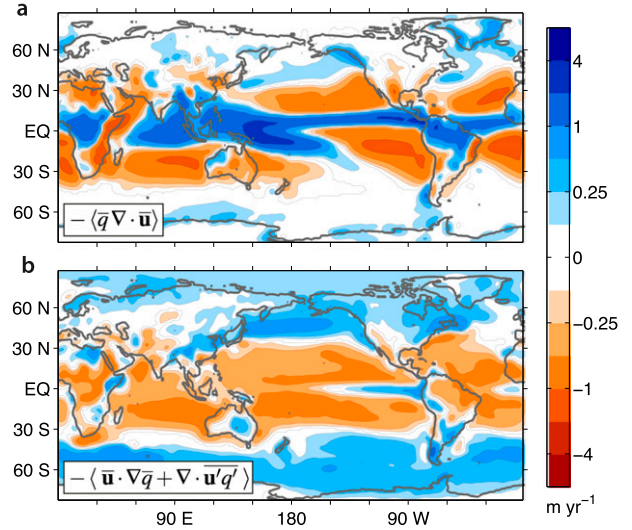 a
60 N
30 N
EQ
30 S
60 S
− ⟨ q̅ ∇ · u̅ ⟩
b
60 N
30 N
EQ
30 S
60 S
− ⟨ u̅ · ∇q̅ + ∇ · \overline{u′q′} ⟩
90 E 180 90 W
4
1
0.25
0
−0.25
−1
−4
m yr⁻¹